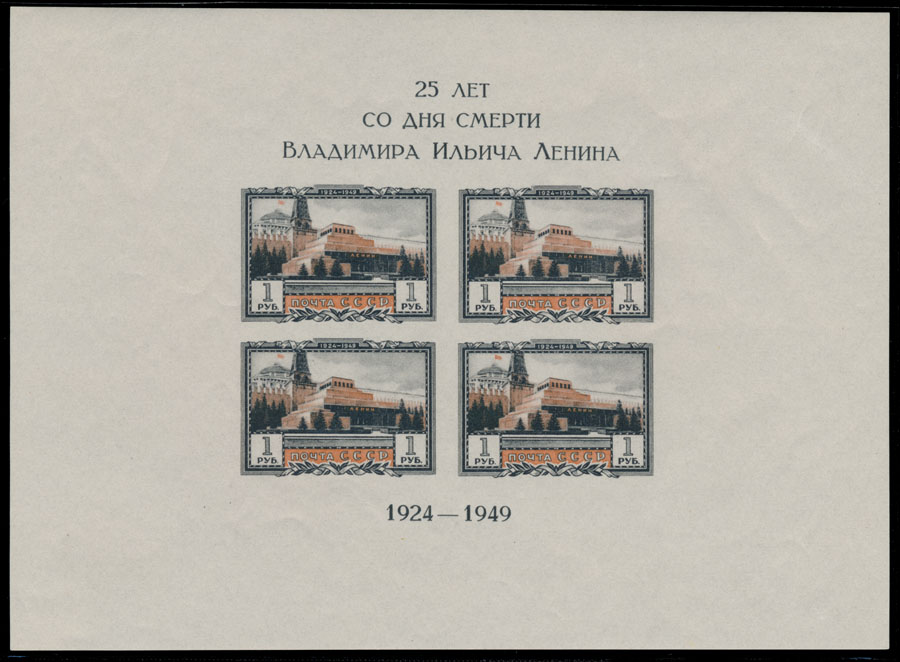 25 ЛЕТ
СО ДНЯ СМЕРТИ
ВЛАДИМИРА ИЛЬИЧА ЛЕНИНА
1924-1949
ЛЕНИН
1 РУБ.
ПОЧТА СССР
1 РУБ.
1924-1949
ЛЕНИН
1 РУБ.
ПОЧТА СССР
1 РУБ.
1924-1949
ЛЕНИН
1 РУБ.
ПОЧТА СССР
1 РУБ.
1924-1949
ЛЕНИН
1 РУБ.
ПОЧТА СССР
1 РУБ.
1924—1949